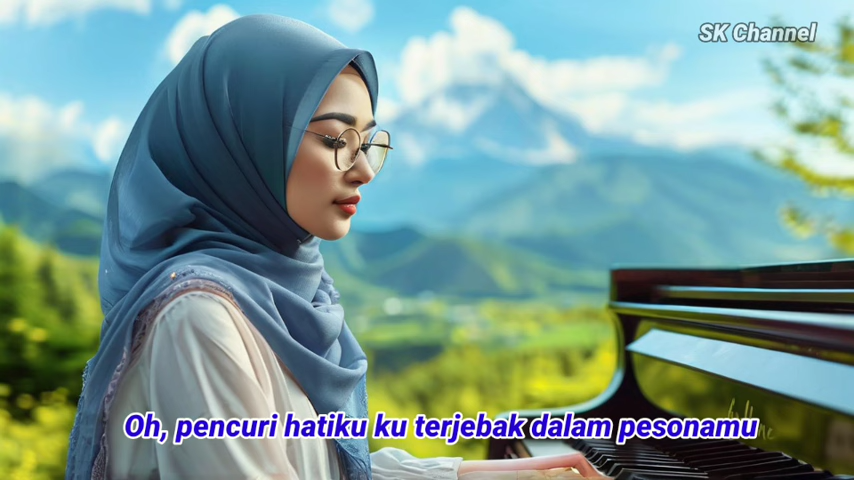 SK Channel
Oh, pencuri hatiku ku terjebak dalam pesonamu